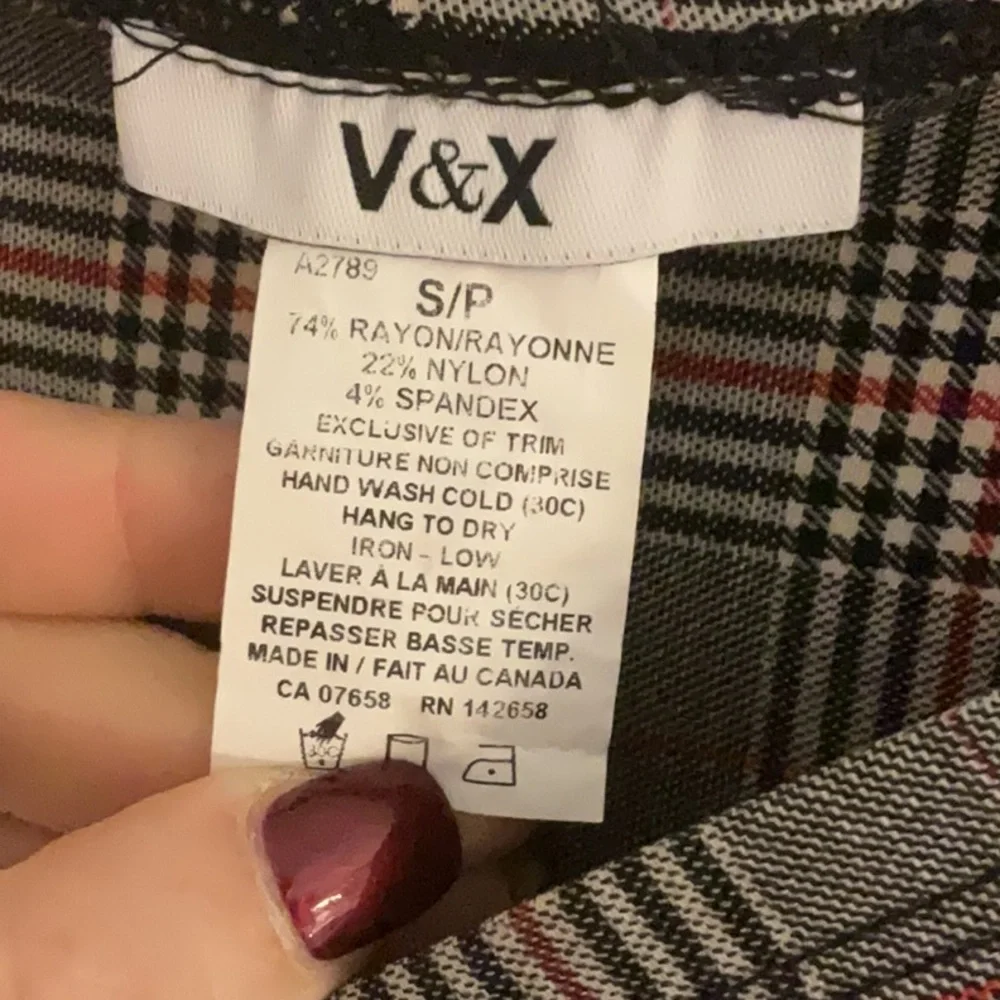 V&X
A2789
S/P
74% RAYON/RAYONNE
22% NYLON
4% SPANDEX
EXCLUSIVE OF TRIM
GARNITURE NON COMPRISE
HAND WASH COLD (30C)
HANG TO DRY
IRON - LOW
LAVER À LA MAIN (30C)
SUSPENDRE POUR SÉCHER
REPASSER BASSE TEMP.
MADE IN / FAIT AU CANADA
CA 07658 RN 142658
30C